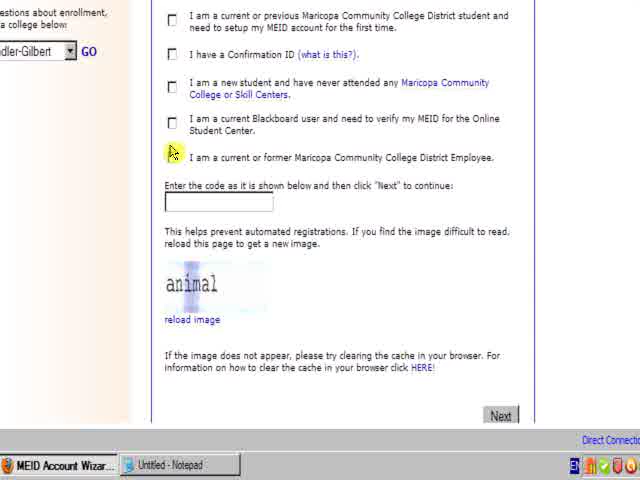 estions about enrollment,
a college below:
dler-Gilbert
GO
I am a current or previous Maricopa Community College District student and
need to setup my MEID account for the first time.
I have a Confirmation ID (what is this?).
I am a new student and have never attended any Maricopa Community
College or Skill Centers.
I am a current Blackboard user and need to verify my MEID for the Online
Student Center.
I am a current or former Maricopa Community College District Employee.
Enter the code as it is shown below and then click "Next" to continue:
This helps prevent automated registrations. If you find the image difficult to read,
reload this page to get a new image.
animal
reload image
If the image does not appear, please try clearing the cache in your browser. For
information on how to clear the cache in your browser click HERE!
Next
Direct Connectio
MEID Account Wizar...
Untitled - Notepad
EN